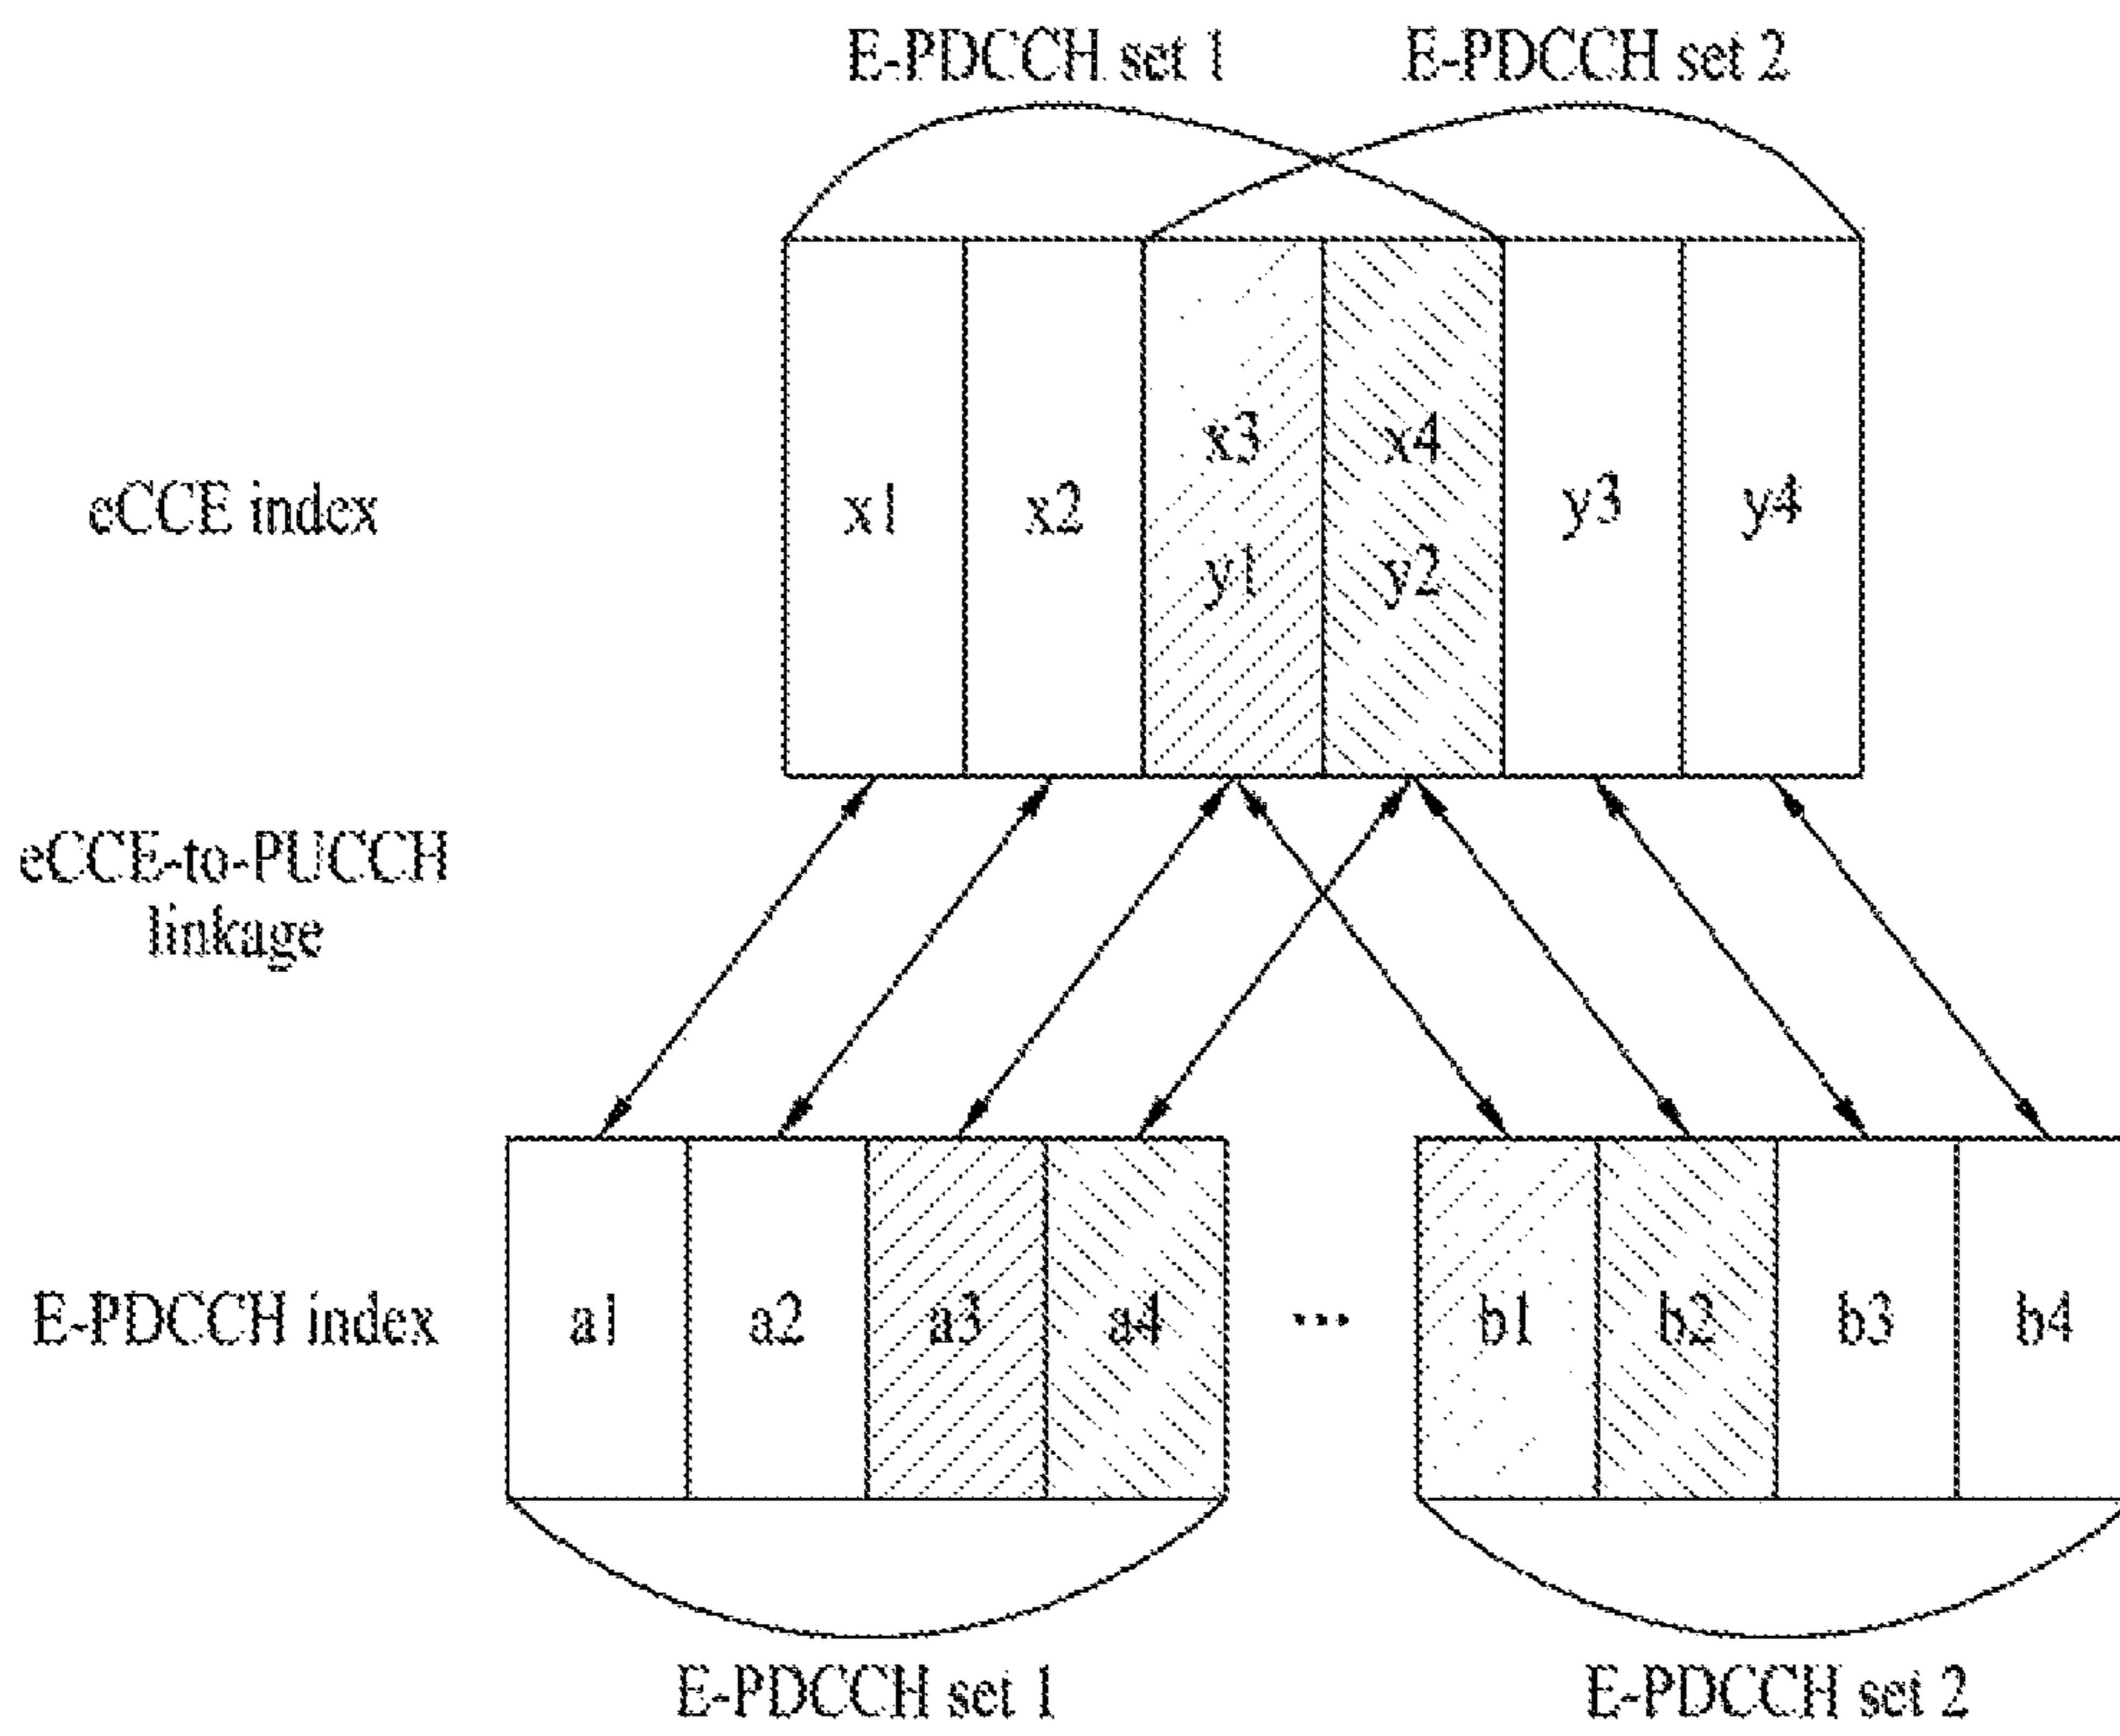 E-PDCCH set 1 E-PDCCH set 2
eCCE index
x1 x2 x3 x4 y3 y4
y1 y2
eCCE-to-PUCCH
linkage
E-PDCCH index
a1 a2 a3 a4 ... b1 b2 b3 b4
E-PDCCH set 1 E-PDCCH set 2